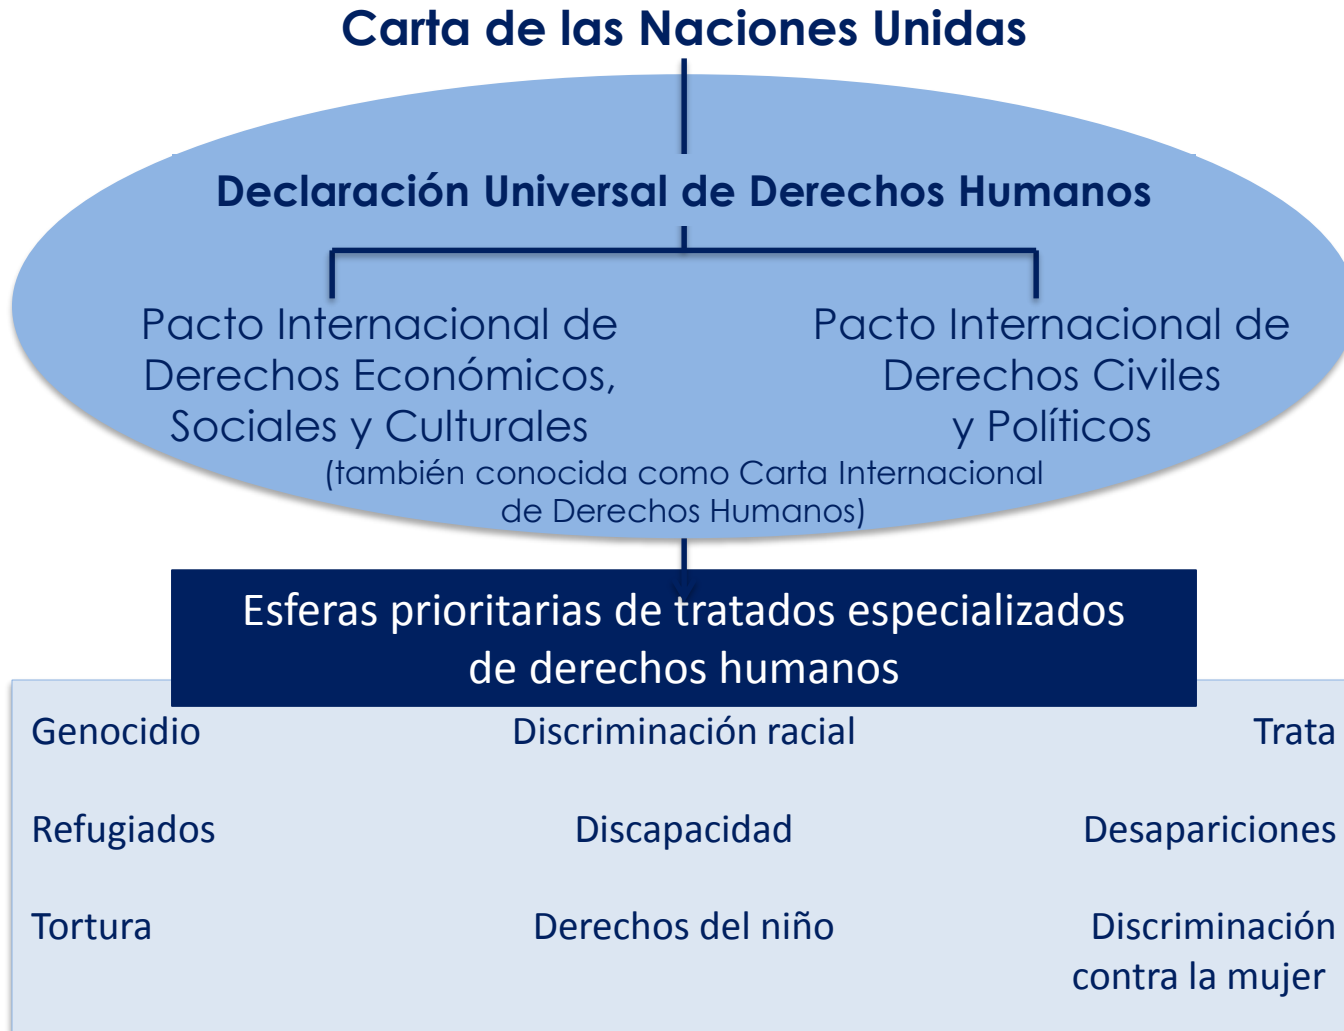 Carta de las Naciones Unidas
Declaración Universal de Derechos Humanos
Pacto Internacional de
Derechos Económicos,
Sociales y Culturales
Pacto Internacional de
Derechos Civiles
y Políticos
(también conocida como Carta Internacional
de Derechos Humanos)
Esferas prioritarias de tratados especializados
de derechos humanos
Genocidio
Discriminación racial
Trata
Refugiados
Discapacidad
Desapariciones
Tortura
Derechos del niño
Discriminación
contra la mujer